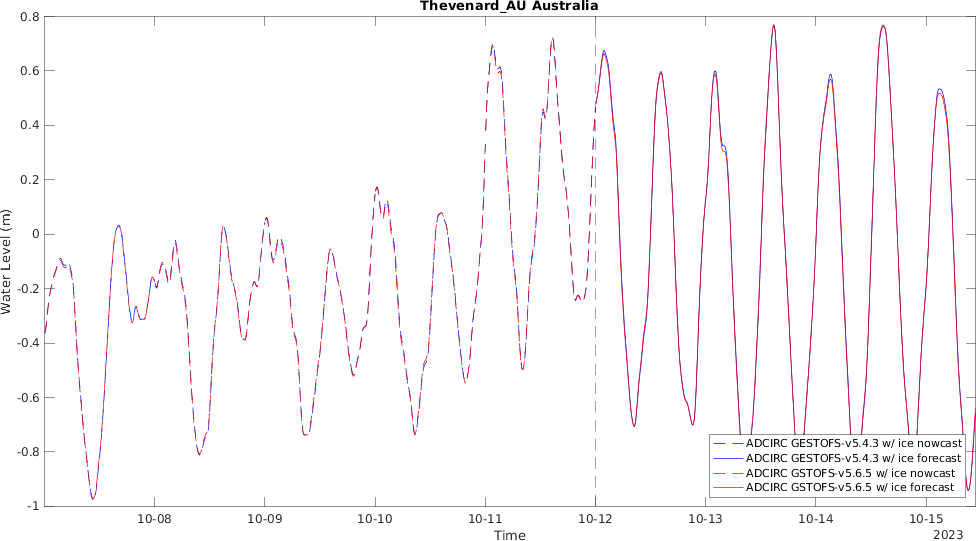 Thevenard_AU Australia
0.8
0.6
0.4
0.2
0
-0.2
-0.4
-0.6
-0.8
-1
Water Level (m)
ADCIRC GESTOFS-v5.4.3 w/ ice nowcast
ADCIRC GESTOFS-v5.4.3 w/ ice forecast
ADCIRC GSTOFS-v5.6.5 w/ ice nowcast
ADCIRC GSTOFS-v5.6.5 w/ ice forecast
10-08 10-09 10-10 10-11 10-12 10-13 10-14 10-15
Time
2023